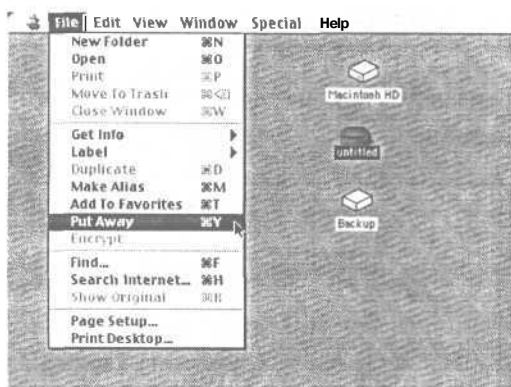 File Edit View Window Special Help
New Folder ⌘N
Open ⌘O
Print ⌘P
Move To Trash ⌘⌫
Close Window ⌘W
Get Info
Label
Duplicate ⌘D
Make Alias ⌘M
Add To Favorites ⌘T
Put Away ⌘Y
Encrypt
Find... ⌘F
Search Internet... ⌘H
Show Original ⌘R
Page Setup...
Print Desktop...
Macintosh HD
untitled
Backup